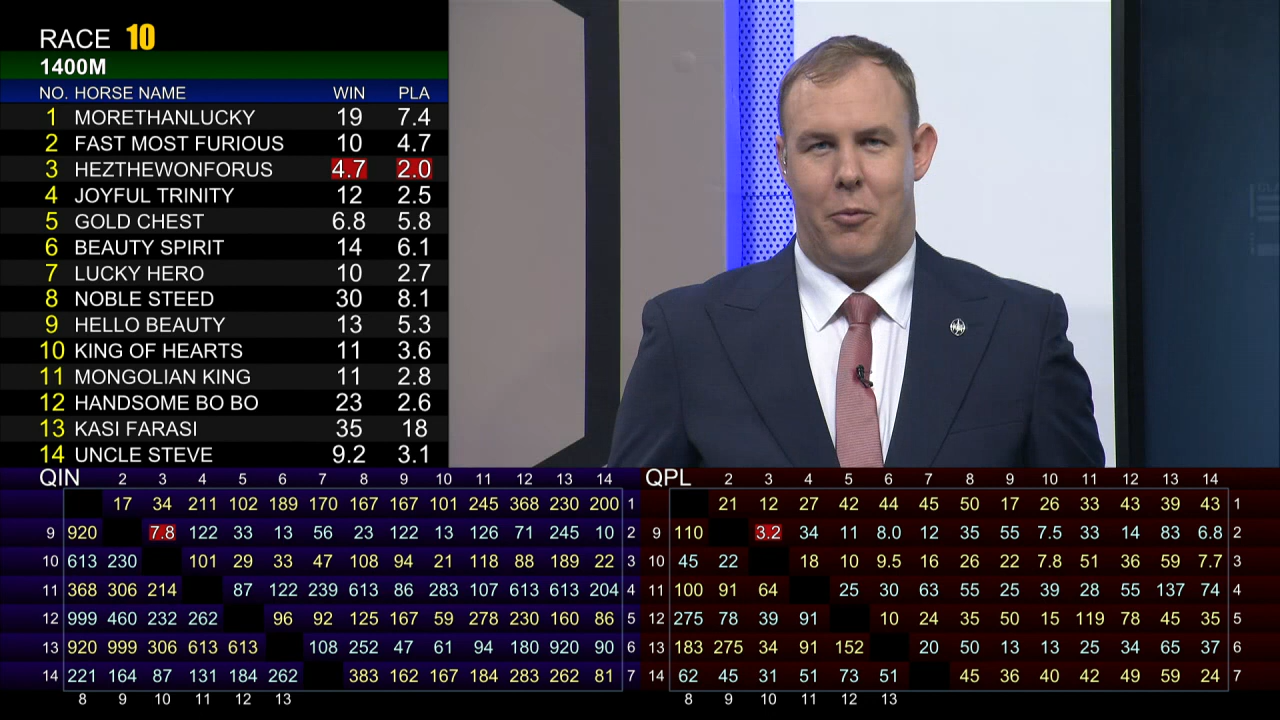 RACE 10
1400M
NO. HORSE NAME WIN PLA
1 MORETHANLUCKY 19 7.4
2 FAST MOST FURIOUS 10 4.7
3 HEZTHEWONFORUS 4.7 2.0
4 JOYFUL TRINITY 12 2.5
5 GOLD CHEST 6.8 5.8
6 BEAUTY SPIRIT 14 6.1
7 LUCKY HERO 10 2.7
8 NOBLE STEED 30 8.1
9 HELLO BEAUTY 13 5.3
10 KING OF HEARTS 11 3.6
11 MONGOLIAN KING 11 2.8
12 HANDSOME BO BO 23 2.6
13 KASI FARASI 35 18
14 UNCLE STEVE 9.2 3.1
QIN 2 3 4 5 6 7 8 9 10 11 12 13 14
17 34 211 102 189 170 167 167 101 245 368 230 200 1
9 920 7.8 122 33 13 56 23 122 13 126 71 245 10 2
10 613 230 101 29 33 47 108 94 21 118 88 189 22 3
11 368 306 214 87 122 239 613 86 283 107 613 613 204 4
12 999 460 232 262 96 92 125 167 59 278 230 160 86 5
13 920 999 306 613 613 108 252 47 61 94 180 920 90 6
14 221 164 87 131 184 262 383 162 167 184 283 262 81 7
8 9 10 11 12 13
QPL 2 3 4 5 6 7 8 9 10 11 12 13 14
21 12 27 42 44 45 50 17 26 33 43 39 43 1
9 110 3.2 34 11 8.0 12 35 55 7.5 33 14 83 6.8 2
10 45 22 18 10 9.5 16 26 22 7.8 51 36 59 7.7 3
11 100 91 64 25 30 63 55 25 39 28 55 137 74 4
12 275 78 39 91 10 24 35 50 15 119 78 45 35 5
13 183 275 34 91 152 20 50 13 13 25 34 65 37 6
14 62 45 31 51 73 51 45 36 40 42 49 59 24 7
8 9 10 11 12 13